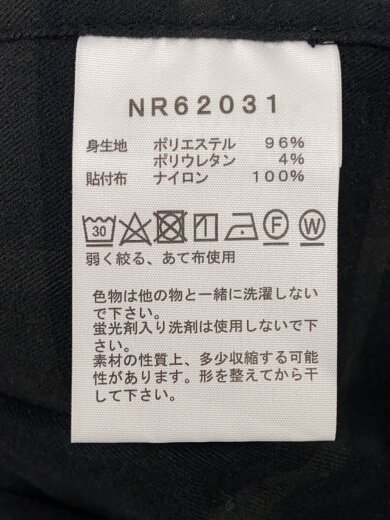 NR62031
身生地 ポリエステル 96%
ポリウレタン 4%
貼付布 ナイロン 100%
30 F W
弱く絞る、あて布使用
色物は他の物と一緒に洗濯しない
で下さい。
蛍光剤入り洗剤は使用しないで下
さい。
素材の性質上、多少収縮する可能
性があります。形を整えてから干
して下さい。